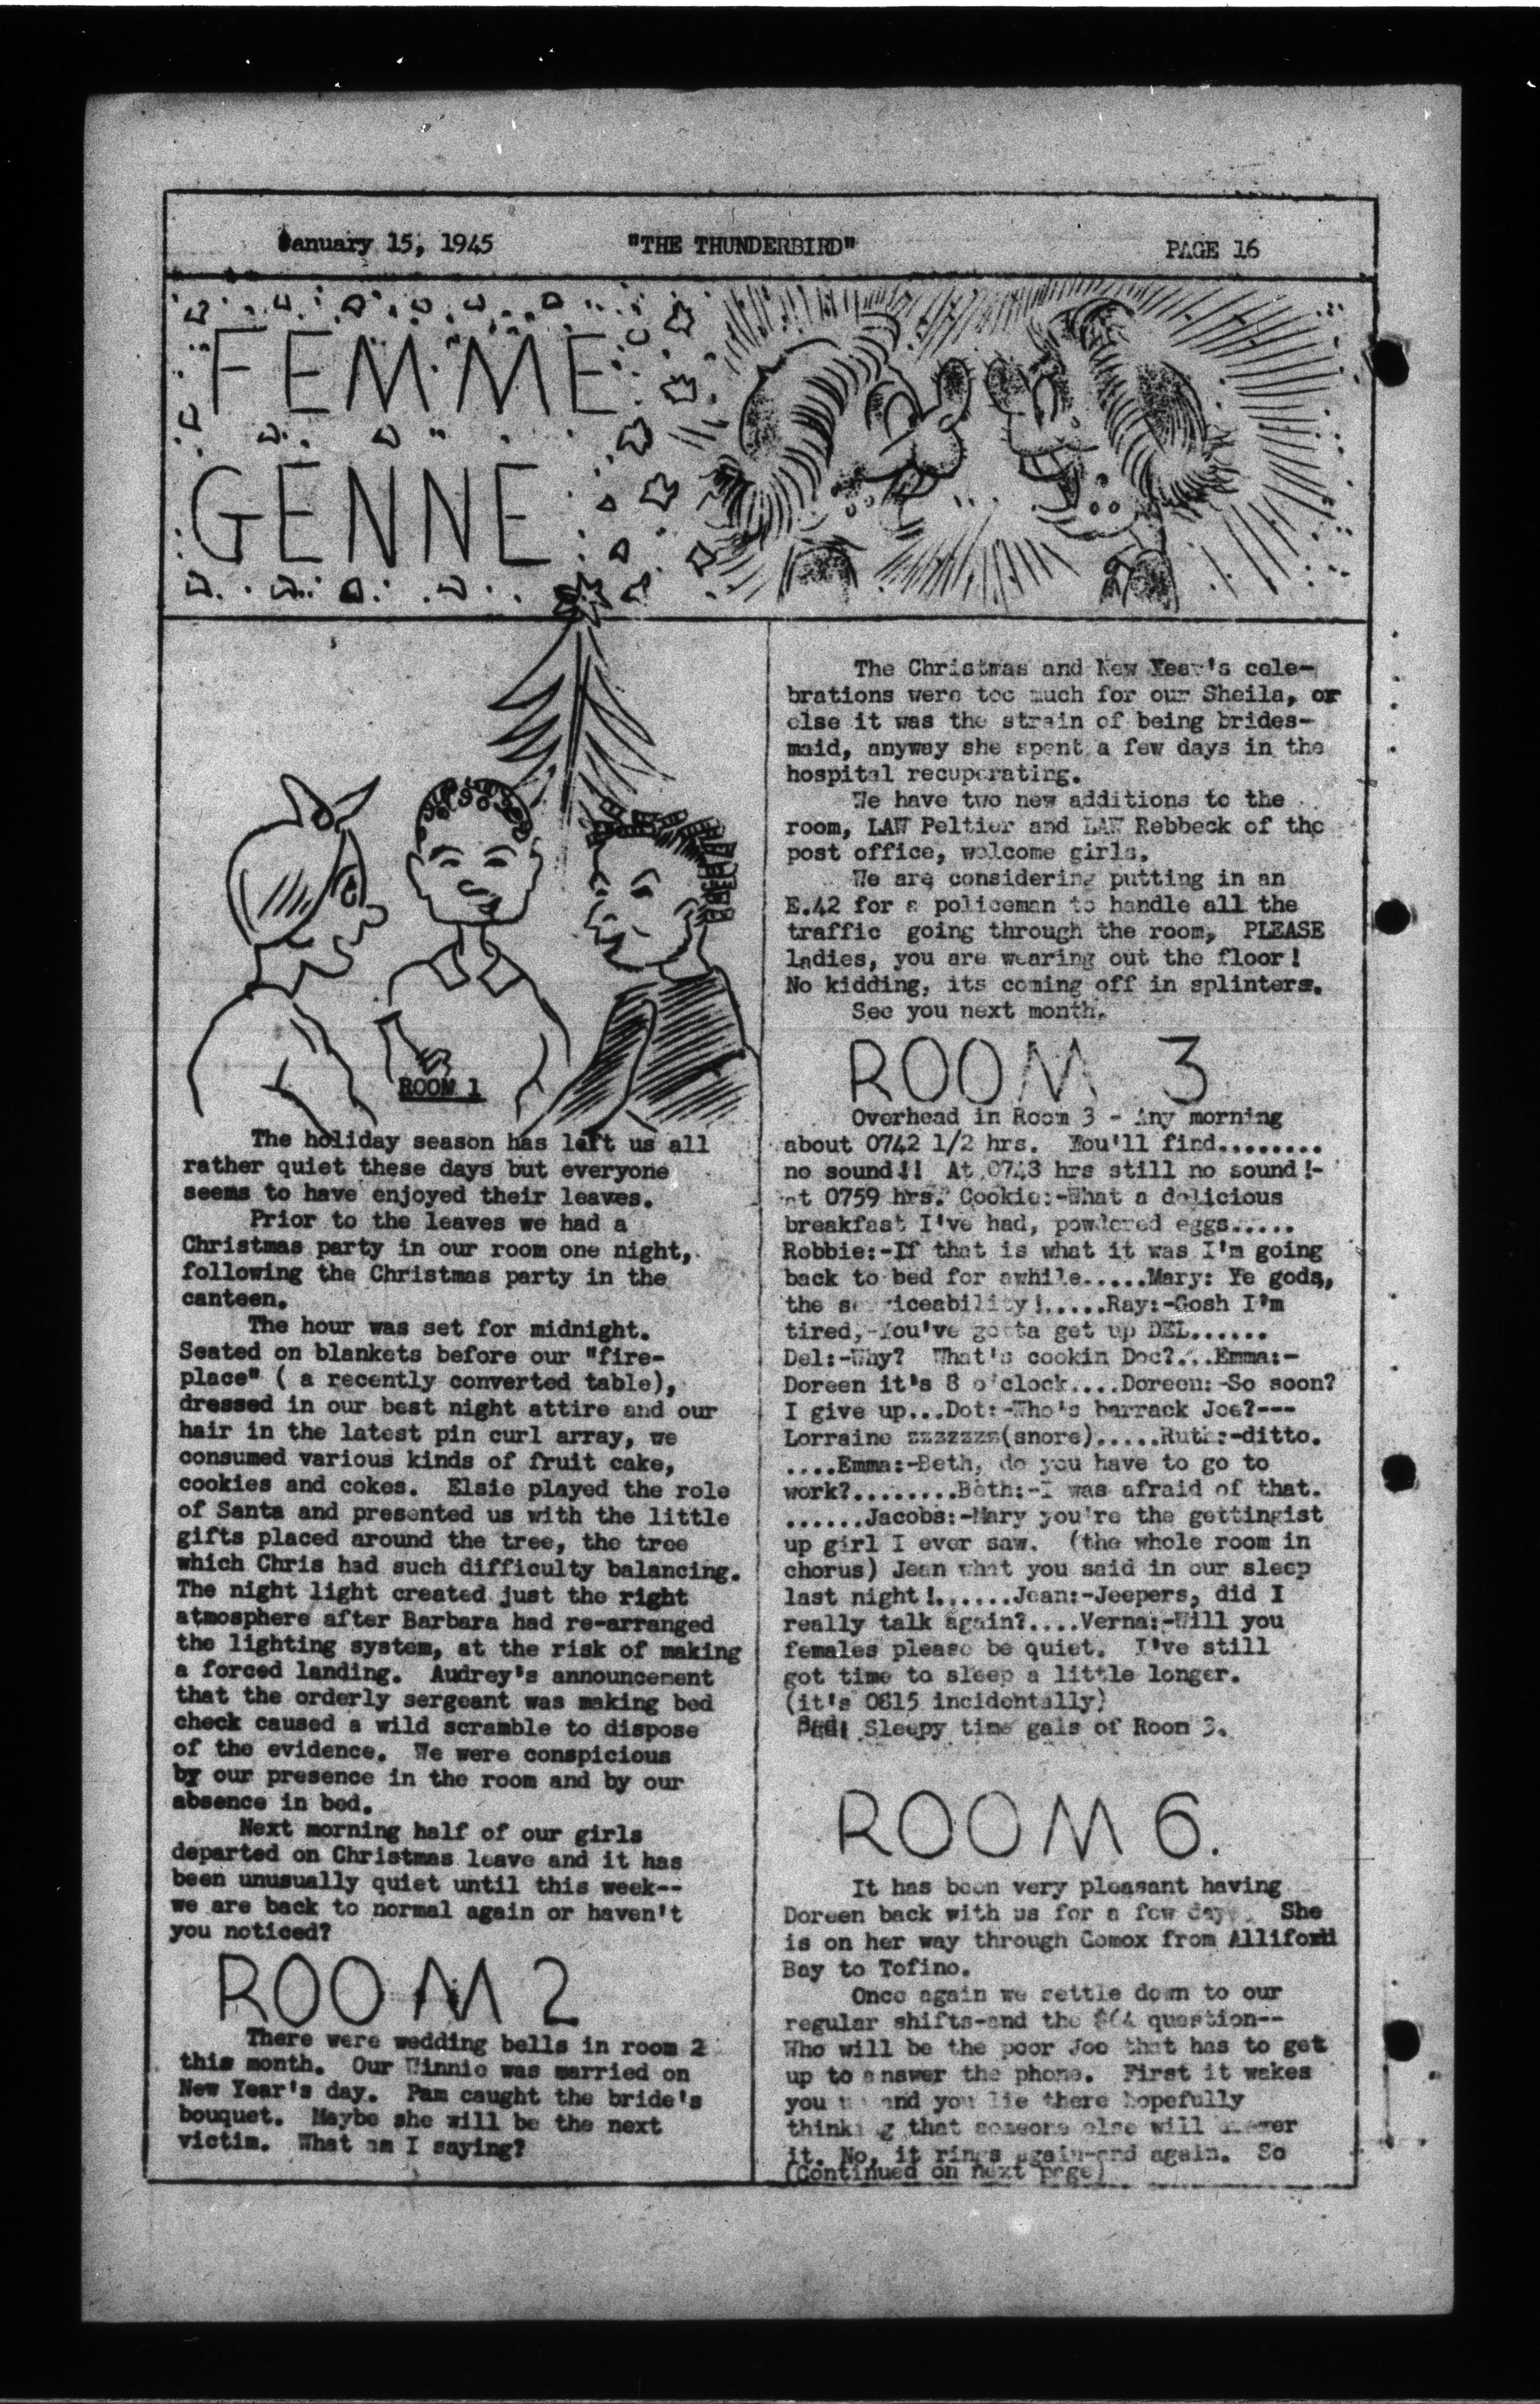 January 15, 1945 "THE THUNDERBIRD" PAGE 16
FEMME
GENNE
ROOM 1
The holiday season has left us all
rather quiet these days but everyone
seems to have enjoyed their leaves.
Prior to the leaves we had a
Christmas party in our room one night,
following the Christmas party in the
canteen.
The hour was set for midnight.
Seated on blankets before our "fire-
place" ( a recently converted table),
dressed in our best night attire and our
hair in the latest pin curl array, we
consumed various kinds of fruit cake,
cookies and cokes. Elsie played the role
of Santa and presented us with the little
gifts placed around the tree, the tree
which Chris had such difficulty balancing.
The night light created just the right
atmosphere after Barbara had re-arranged
the lighting system, at the risk of making
a forced landing. Audrey's announcement
that the orderly sergeant was making bed
check caused a wild scramble to dispose
of the evidence. We were conspicious
by our presence in the room and by our
absence in bed.
Next morning half of our girls
departed on Christmas leave and it has
been unusually quiet until this week--
we are back to normal again or haven't
you noticed?
ROOM 2
There were wedding bells in room 2
this month. Our Winnie was married on
New Year's day. Pam caught the bride's
bouquet. Maybe she will be the next
victim. What am I saying?
The Christmas and New Year's cele-
brations were too much for our Sheila, or
else it was the strain of being brides-
maid, anyway she spent a few days in the
hospital recuperating.
We have two new additions to the
room, LAW Peltier and LAW Rebbeck of the
post office, welcome girls.
We are considering putting in an
E.42 for a policeman to handle all the
traffic going through the room, PLEASE
ladies, you are wearing out the floor!
No kidding, its coming off in splinters.
See you next month.
ROOM 3
Overhead in Room 3 - Any morning
about 0742 1/2 hrs. You'll find........
no sound!! At 0743 hrs still no sound!-
at 0759 hrs. Cookie:-What a delicious
breakfast I've had, powdered eggs.....
Robbie:-If that is what it was I'm going
back to bed for awhile.....Mary: Ye gods,
the serviceability!.....Ray:-Gosh I'm
tired,-You've gotta get up DEL......
Del:-Why? What's cookin Doc?...Emma:-
Doreen it's 8 o'clock....Doreen:-So soon?
I give up...Dot:-Who's barrack Joe?---
Lorraine zzzzzzz(snore).....Ruth:-ditto.
....Emma:-Beth, do you have to go to
work?........Beth:-I was afraid of that.
......Jacobs:-Mary you're the gettingist
up girl I ever saw. (the whole room in
chorus) Jean what you said in our sleep
last night!......Jean:-Jeepers, did I
really talk again?....Verna:-Will you
females please be quiet. I've still
got time to sleep a little longer.
(it's 0815 incidentally)
Sleepy time gals of Room 3.
ROOM 6.
It has been very pleasant having
Doreen back with us for a few days. She
is on her way through Comox from Alliford
Bay to Tofino.
Once again we settle down to our
regular shifts-and the $64 question--
Who will be the poor Joe that has to get
up to answer the phone. First it wakes
you up and you lie there hopefully
thinking that someone else will answer
it. No, it rings again-and again. So
(Continued on next page)